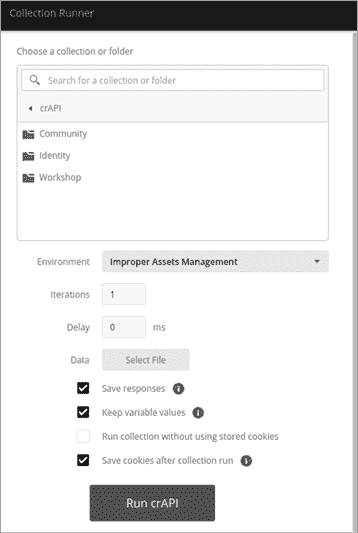 Collection Runner
Choose a collection or folder
Search for a collection or folder
crAPI
Community
Identity
Workshop
Environment Improper Assets Management
Iterations 1
Delay 0 ms
Data Select File
Save responses
Keep variable values
Run collection without using stored cookies
Save cookies after collection run
Run crAPI